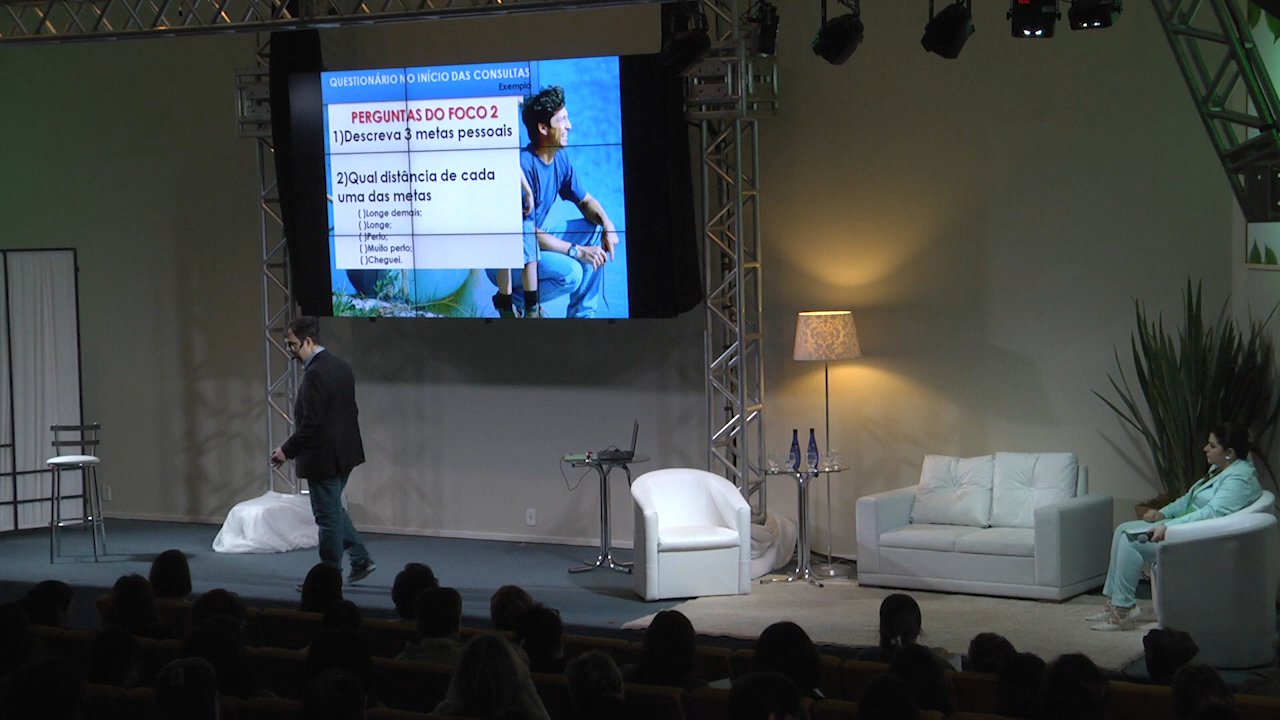 QUESTIONÁRIO NO INÍCIO DAS CONSULTAS
Exemplo
PERGUNTAS DO FOCO 2
1)Descreva 3 metas pessoais
2)Qual distância de cada
uma das metas
( )Longe demais;
( )Longe;
( )Perto;
( )Muito perto;
( )Cheguei.